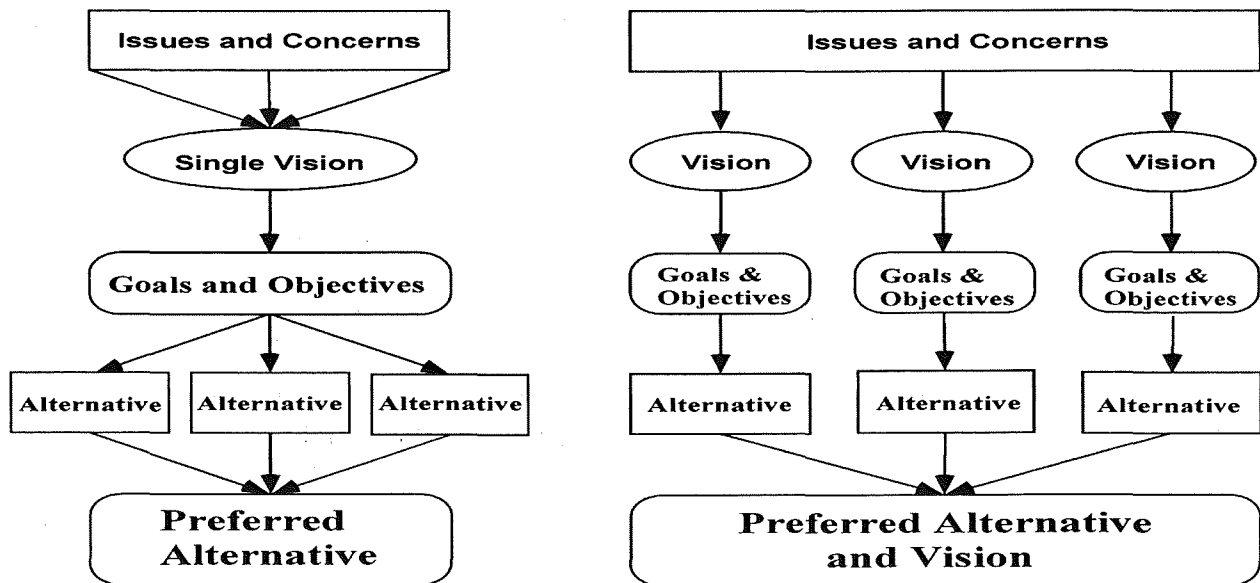 Issues and Concerns
Single Vision
Goals and Objectives
Alternative
Alternative
Alternative
Preferred
Alternative
Issues and Concerns
Vision
Vision
Vision
Goals &
Objectives
Goals &
Objectives
Goals &
Objectives
Alternative
Alternative
Alternative
Preferred Alternative
and Vision